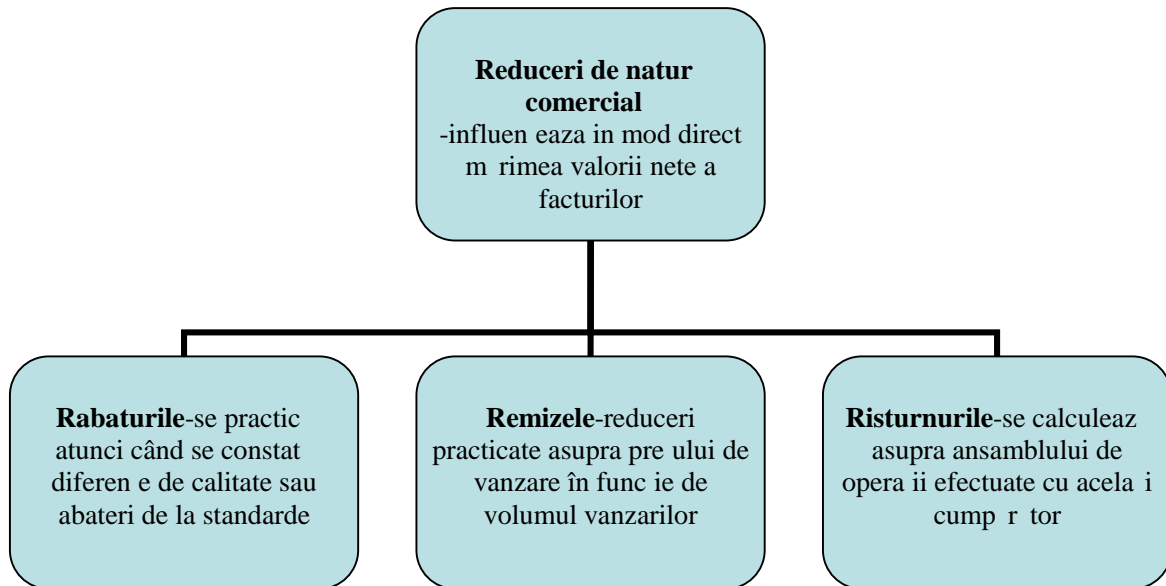 Reduceri de natur
comercial
-influen eaza in mod direct
m rimea valorii nete a
facturilor
Rabaturile-se practic
atunci când se constat
diferen e de calitate sau
abateri de la standarde
Remizele-reduceri
practicate asupra pre ului de
vanzare în func ie de
volumul vanzarilor
Risturnurile-se calculeaz
asupra ansamblului de
opera ii efectuate cu acela i
cump r tor